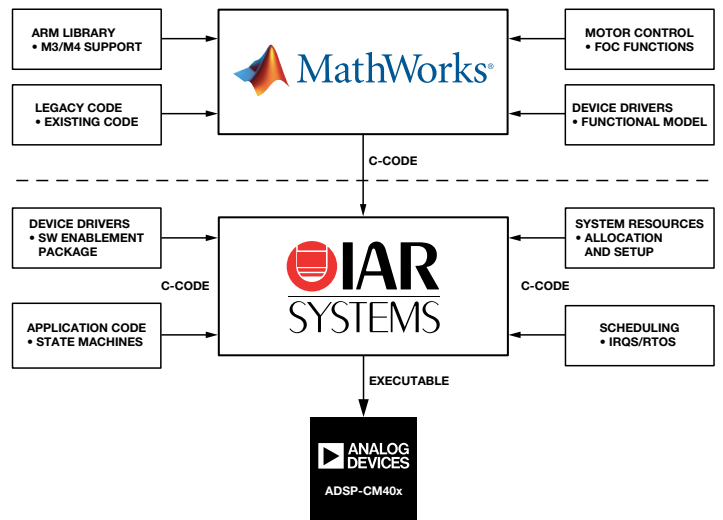 ARM LIBRARY
• M3/M4 SUPPORT
MathWorks®
MOTOR CONTROL
• FOC FUNCTIONS
LEGACY CODE
• EXISTING CODE
DEVICE DRIVERS
• FUNCTIONAL MODEL
C-CODE
DEVICE DRIVERS
• SW ENABLEMENT
PACKAGE
IAR
SYSTEMS
SYSTEM RESOURCES
• ALLOCATION
AND SETUP
C-CODE
C-CODE
APPLICATION CODE
• STATE MACHINES
SCHEDULING
• IRQS/RTOS
EXECUTABLE
ANALOG
DEVICES
ADSP-CM40x